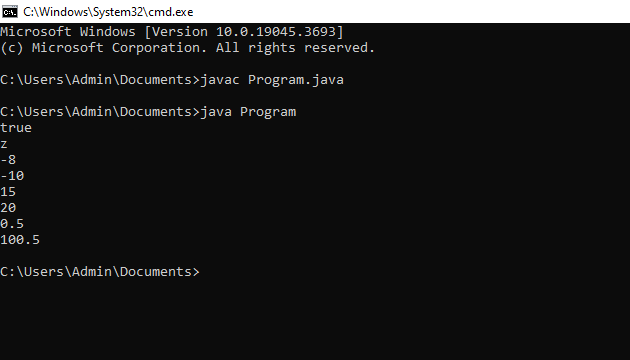 C:\Windows\System32\cmd.exe
Microsoft Windows [Version 10.0.19045.3693]
(c) Microsoft Corporation. All rights reserved.
C:\Users\Admin\Documents>javac Program.java
C:\Users\Admin\Documents>java Program
true
z
-8
-10
15
20
0.5
100.5
C:\Users\Admin\Documents>